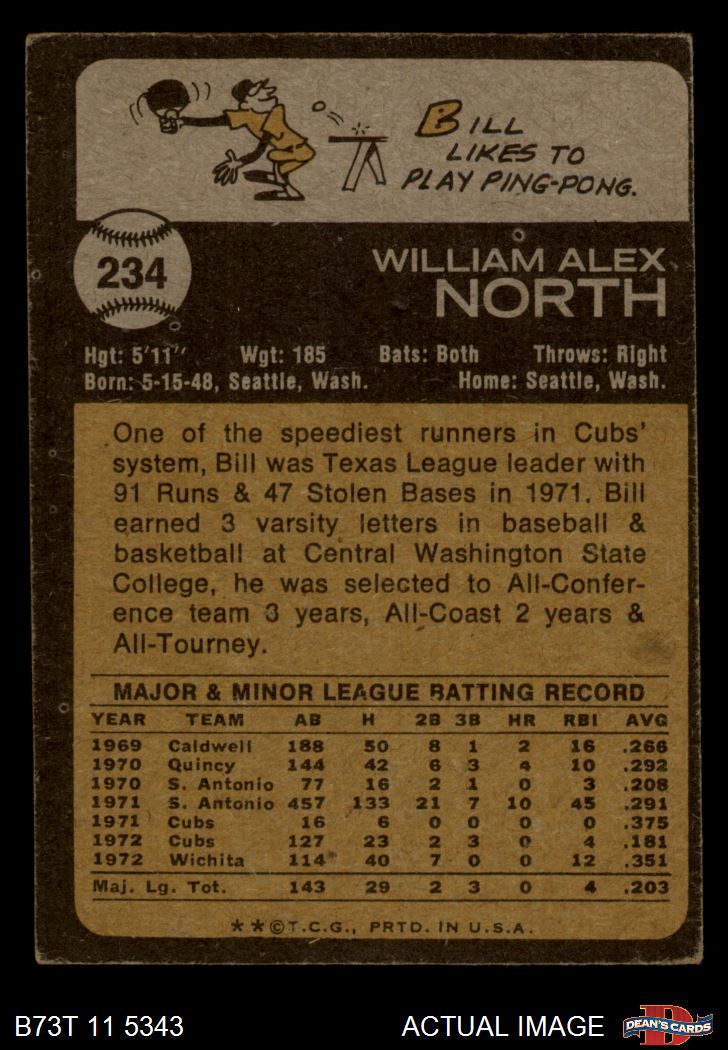 BILL
LIKES TO
PLAY PING-PONG.
234
WILLIAM ALEX
NORTH
Hgt: 5'11" Wgt: 185 Bats: Both Throws: Right
Born: 5-15-48, Seattle, Wash. Home: Seattle, Wash.
One of the speediest runners in Cubs'
system, Bill was Texas League leader with
91 Runs & 47 Stolen Bases in 1971. Bill
earned 3 varsity letters in baseball &
basketball at Central Washington State
College, he was selected to All-Confer-
ence team 3 years, All-Coast 2 years &
All-Tourney.
MAJOR & MINOR LEAGUE BATTING RECORD
YEAR TEAM AB H 2B 3B HR RBI AVG
1969 Caldwell 188 50 8 1 2 16 .266
1970 Quincy 144 42 6 3 4 10 .292
1970 S. Antonio 77 16 2 1 0 3 .208
1971 S. Antonio 457 133 21 7 10 45 .291
1971 Cubs 16 6 0 0 0 0 .375
1972 Cubs 127 23 2 3 0 4 .181
1972 Wichita 114 40 7 0 0 12 .351
Maj. Lg. Tot. 143 29 2 3 0 4 .203
**©T.C.G., PRTD. IN U.S.A.
B73T 11 5343 ACTUAL IMAGE
D
DEAN'S CARDS